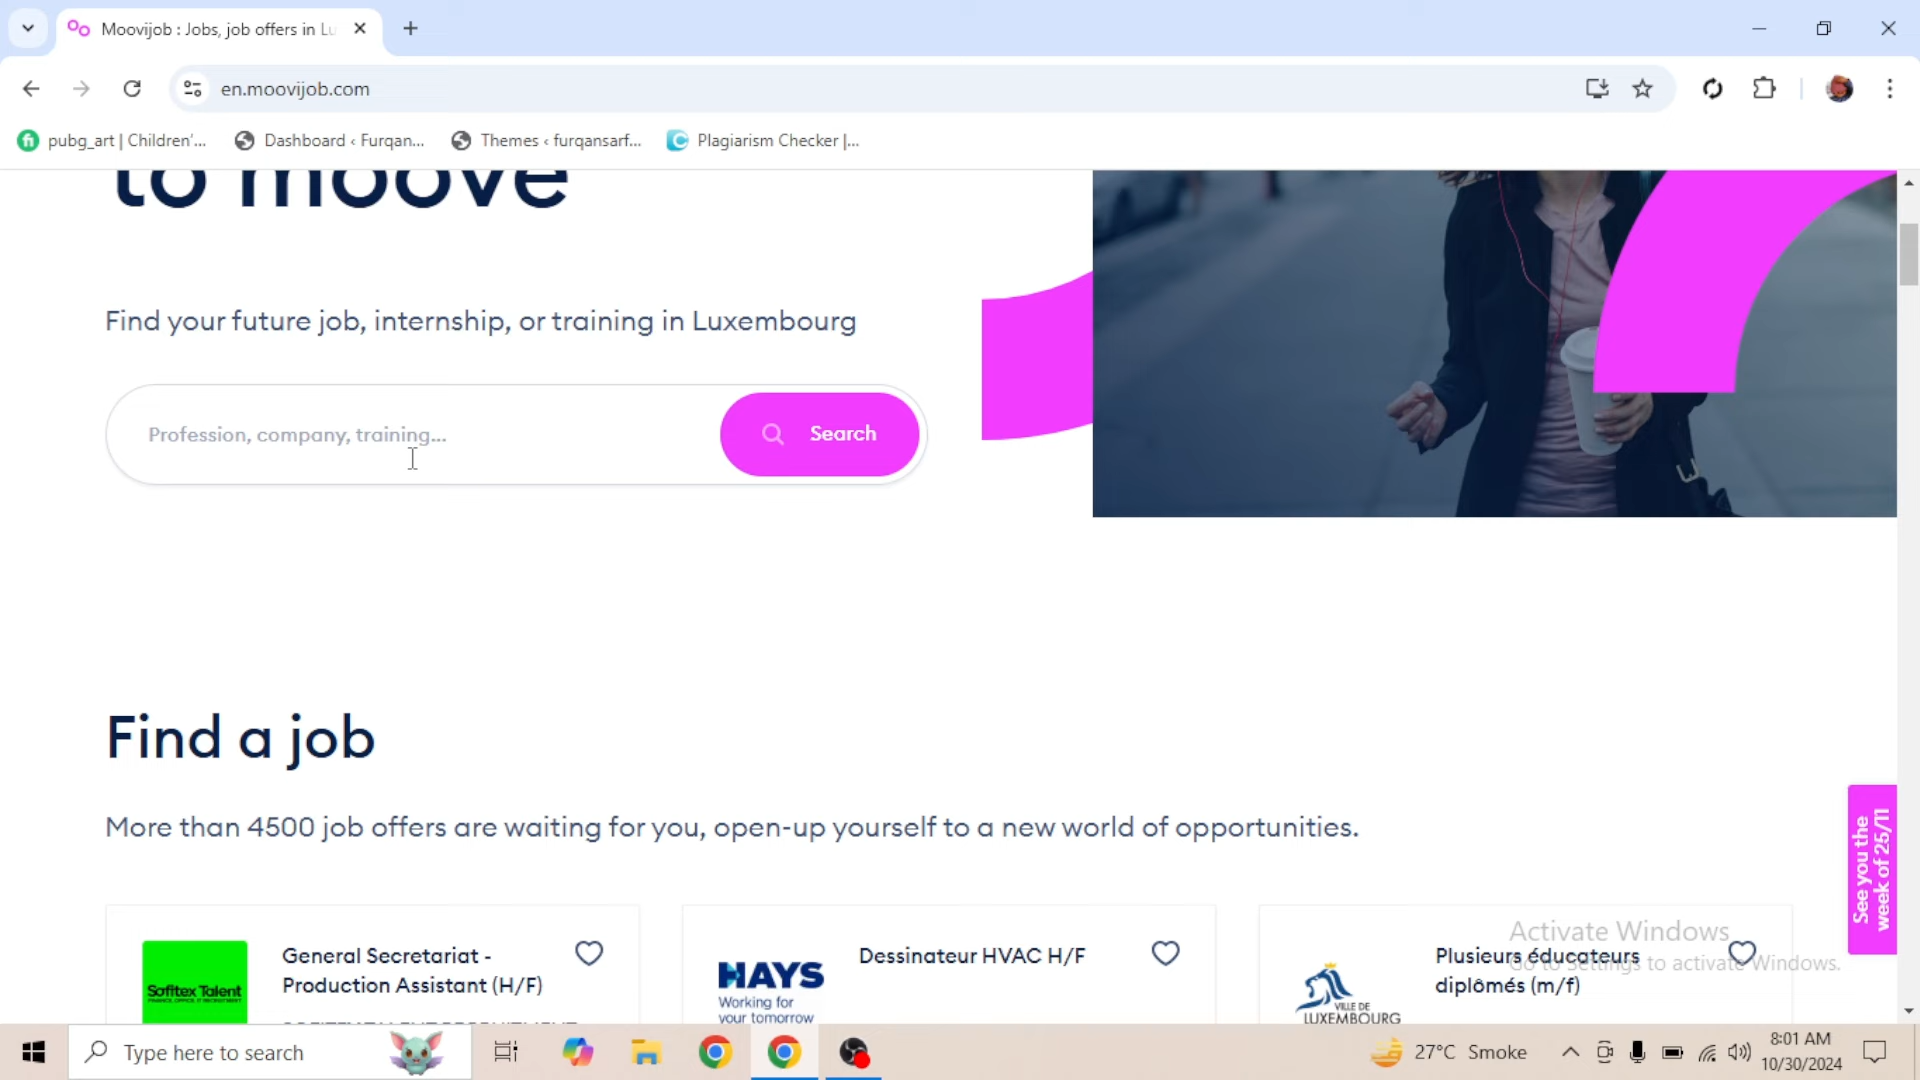 Moovijob : Jobs, job offers in Lu
en.moovijob.com
pubg_art | Children'...
Dashboard ‹ Furqan...
Themes ‹ furqansarf...
Plagiarism Checker |...
to moove
Find your future job, internship, or training in Luxembourg
Profession, company, training...
Search
Find a job
More than 4500 job offers are waiting for you, open-up yourself to a new world of opportunities.
See you the
week of 25/11
Sofitex Talent
General Secretariat -
Production Assistant (H/F)
HAYS
Working for
your tomorrow
Dessinateur HVAC H/F
VILLE DE
LUXEMBOURG
Plusieurs éducateurs
diplômés (m/f)
Activate Windows
Go to Settings to activate Windows.
Type here to search
27°C Smoke
8:01 AM
10/30/2024